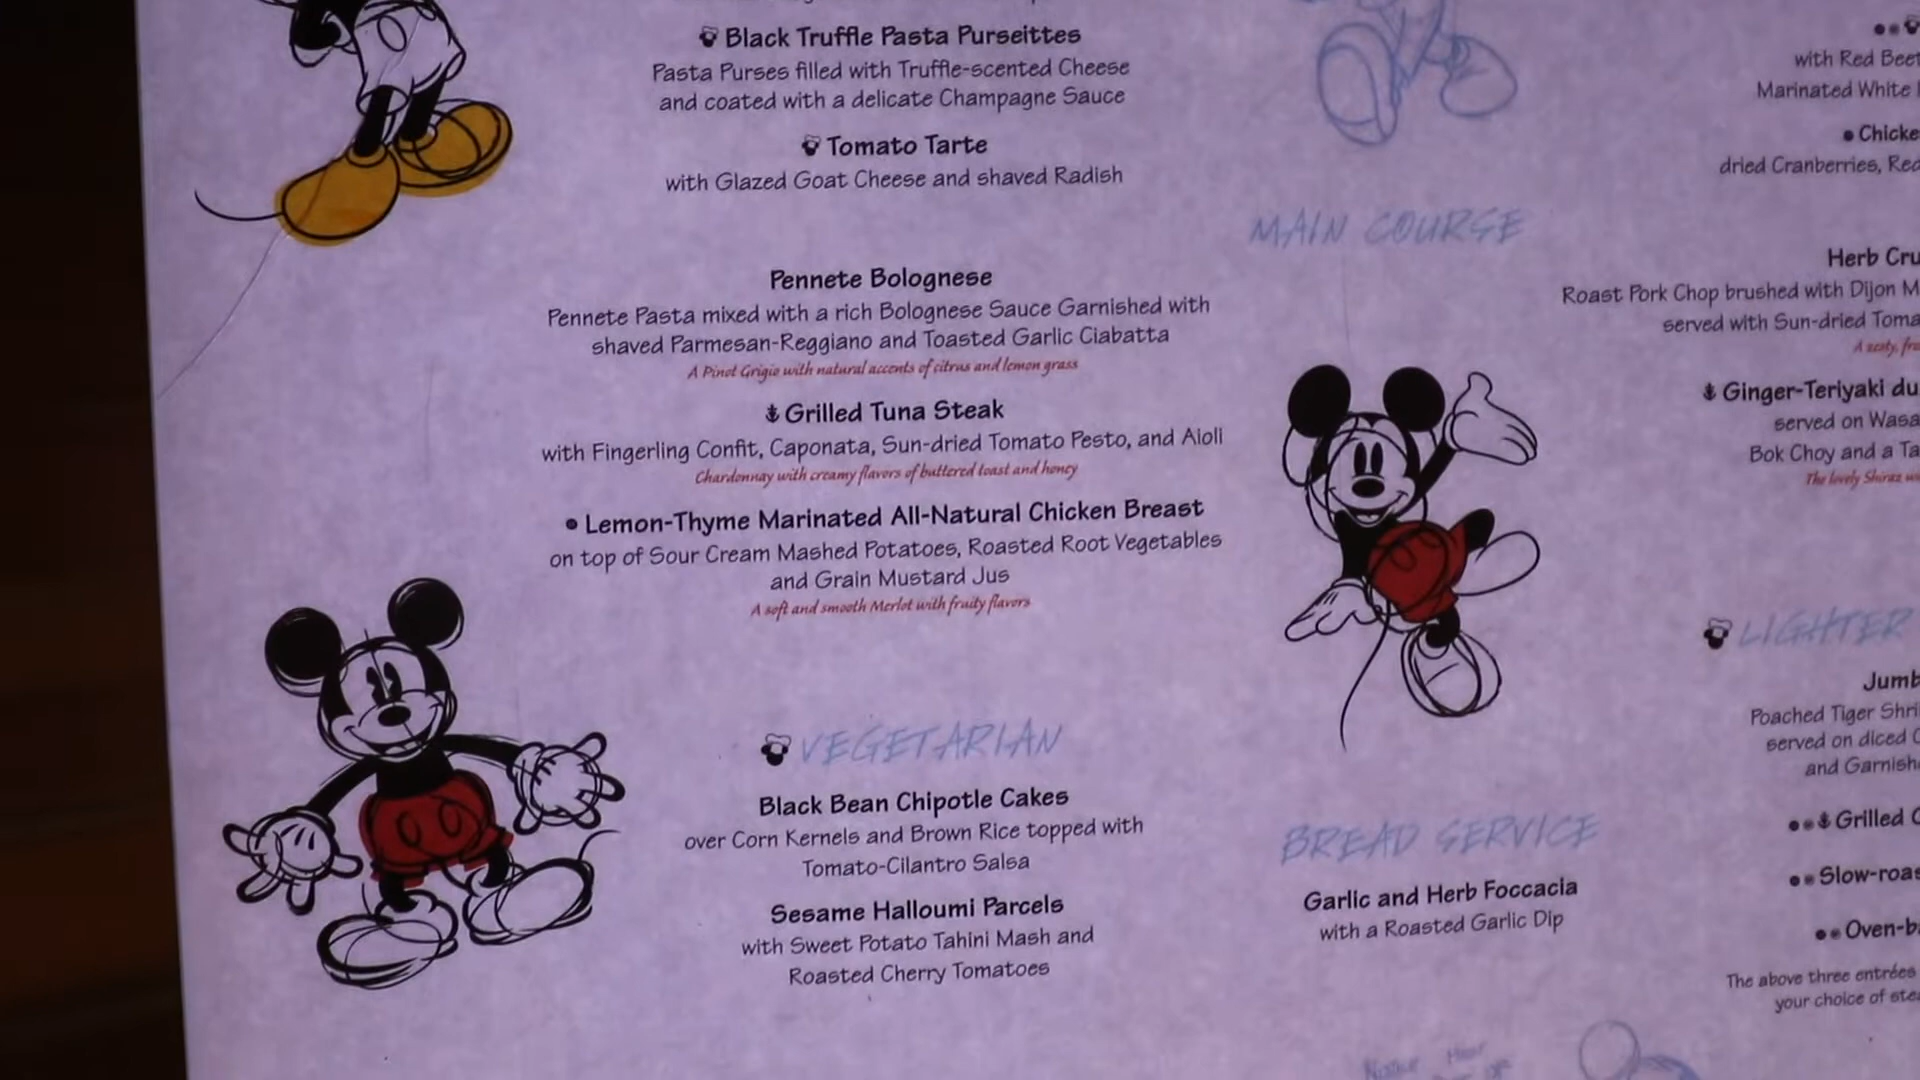 Black Truffle Pasta Purseittes
Pasta Purses filled with Truffle-scented Cheese
and coated with a delicate Champagne Sauce
Tomato Tarte
with Glazed Goat Cheese and shaved Radish
MAIN COURSE
Pennete Bolognese
Pennete Pasta mixed with a rich Bolognese Sauce Garnished with
shaved Parmesan-Reggiano and Toasted Garlic Ciabatta
A Pinot Grigio with natural accents of citrus and lemon grass
Grilled Tuna Steak
with Fingerling Confit, Caponata, Sun-dried Tomato Pesto, and Aioli
Chardonnay with creamy flavors of buttered toast and honey
Lemon-Thyme Marinated All-Natural Chicken Breast
on top of Sour Cream Mashed Potatoes, Roasted Root Vegetables
and Grain Mustard Jus
A soft and smooth Merlot with fruity flavors
VEGETARIAN
Black Bean Chipotle Cakes
over Corn Kernels and Brown Rice topped with
Tomato-Cilantro Salsa
Sesame Halloumi Parcels
with Sweet Potato Tahini Mash and
Roasted Cherry Tomatoes
BREAD SERVICE
Garlic and Herb Foccacia
with a Roasted Garlic Dip
with Red
Marinated White
dried Cranberries,
Herb
Roast Pork Chop brushed with Dijon
served with Sun-dried
A zesty,
Ginger-Teriyaki
served on
Bok Choy and a
The lovely Shiraz
LIGHTER
Poached Tiger
served on diced
and
Grilled
The above three entrées
your choice of